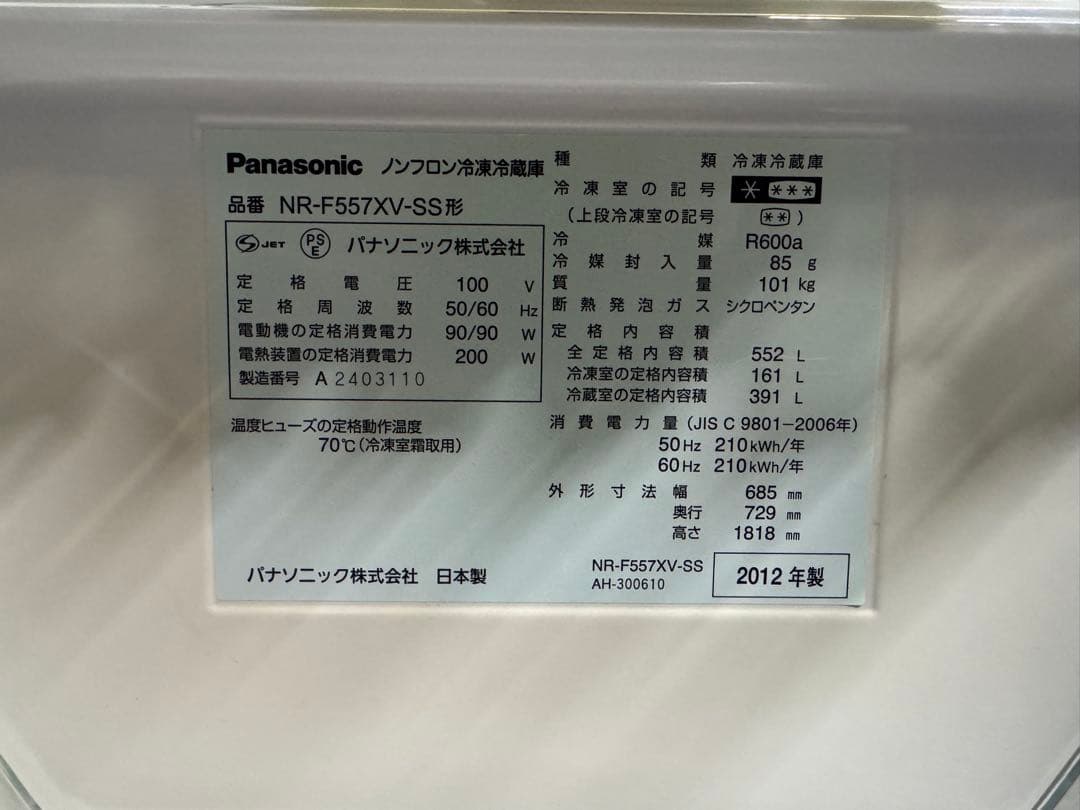 Panasonic ノンフロン冷凍冷蔵庫
品番 NR-F557XV-SS形
JET PSE パナソニック株式会社
定格電圧 100 V
定格周波数 50/60 Hz
電動機の定格消費電力 90/90 W
電熱装置の定格消費電力 200 W
製造番号 A 2403110
温度ヒューズの定格動作温度
70℃(冷凍室霜取用)
種類 冷凍冷蔵庫
冷凍室の記号 * ***
(上段冷凍室の記号 ** )
冷媒 R600a
冷媒封入量 85 g
質量 101 kg
断熱発泡ガス シクロペンタン
定格内容積
全定格内容積 552 L
冷凍室の定格内容積 161 L
冷蔵室の定格内容積 391 L
消費電力量 (JIS C 9801-2006年)
50Hz 210kWh/年
60Hz 210kWh/年
外形寸法幅 685 mm
奥行 729 mm
高さ 1818 mm
パナソニック株式会社 日本製
NR-F557XV-SS
AH-300610
2012年製